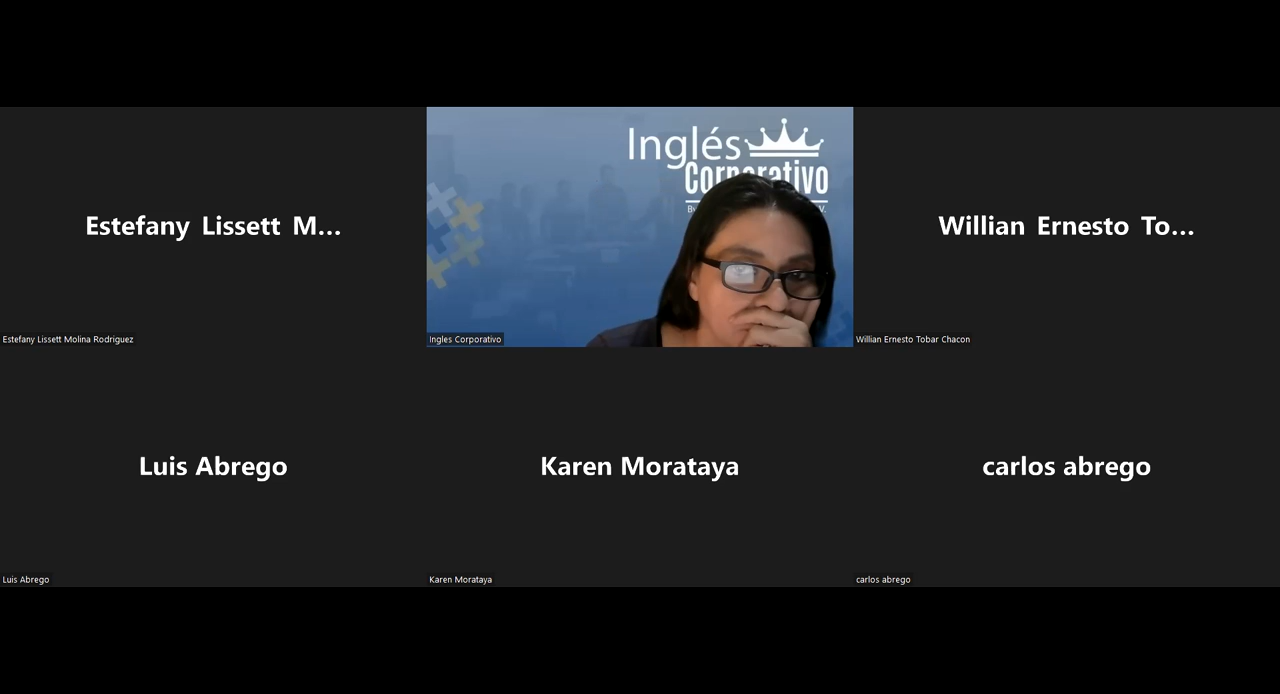 Estefany Lissett M...
Estefany Lissett Molina Rodriguez
Inglés
Corporativo
By
V.
Ingles Corporativo
Willian Ernesto To...
Willian Ernesto Tobar Chacon
Luis Abrego
Luis Abrego
Karen Morataya
Karen Morataya
carlos abrego
carlos abrego